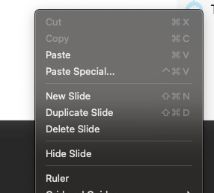 Cut ⌘ X
Copy ⌘ C
Paste ⌘ V
Paste Special... ^ ⌘ V
New Slide ⇧ ⌘ N
Duplicate Slide ⇧ ⌘ D
Delete Slide
Hide Slide
Ruler